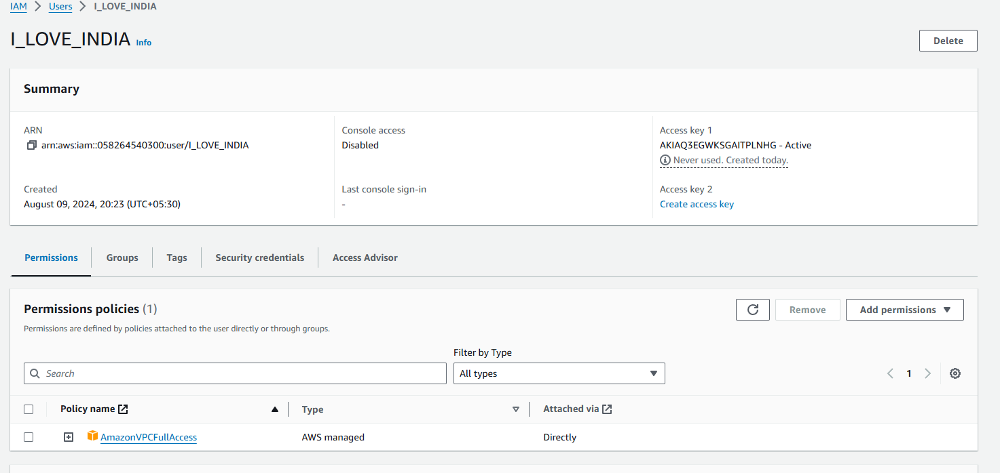 IAM > Users > I_LOVE_INDIA
I_LOVE_INDIA Info
Delete
Summary
ARN
arn:aws:iam::058264540300:user/I_LOVE_INDIA
Console access
Disabled
Access key 1
AKIAQ3EGWKSGAITPLNHG - Active
Never used. Created today.
Created
August 09, 2024, 20:23 (UTC+05:30)
Last console sign-in
-
Access key 2
Create access key
Permissions Groups Tags Security credentials Access Advisor
Permissions policies (1)
Remove Add permissions
Permissions are defined by policies attached to the user directly or through groups.
Filter by Type
Search All types 1
Policy name Type Attached via
AmazonVPCFullAccess AWS managed Directly